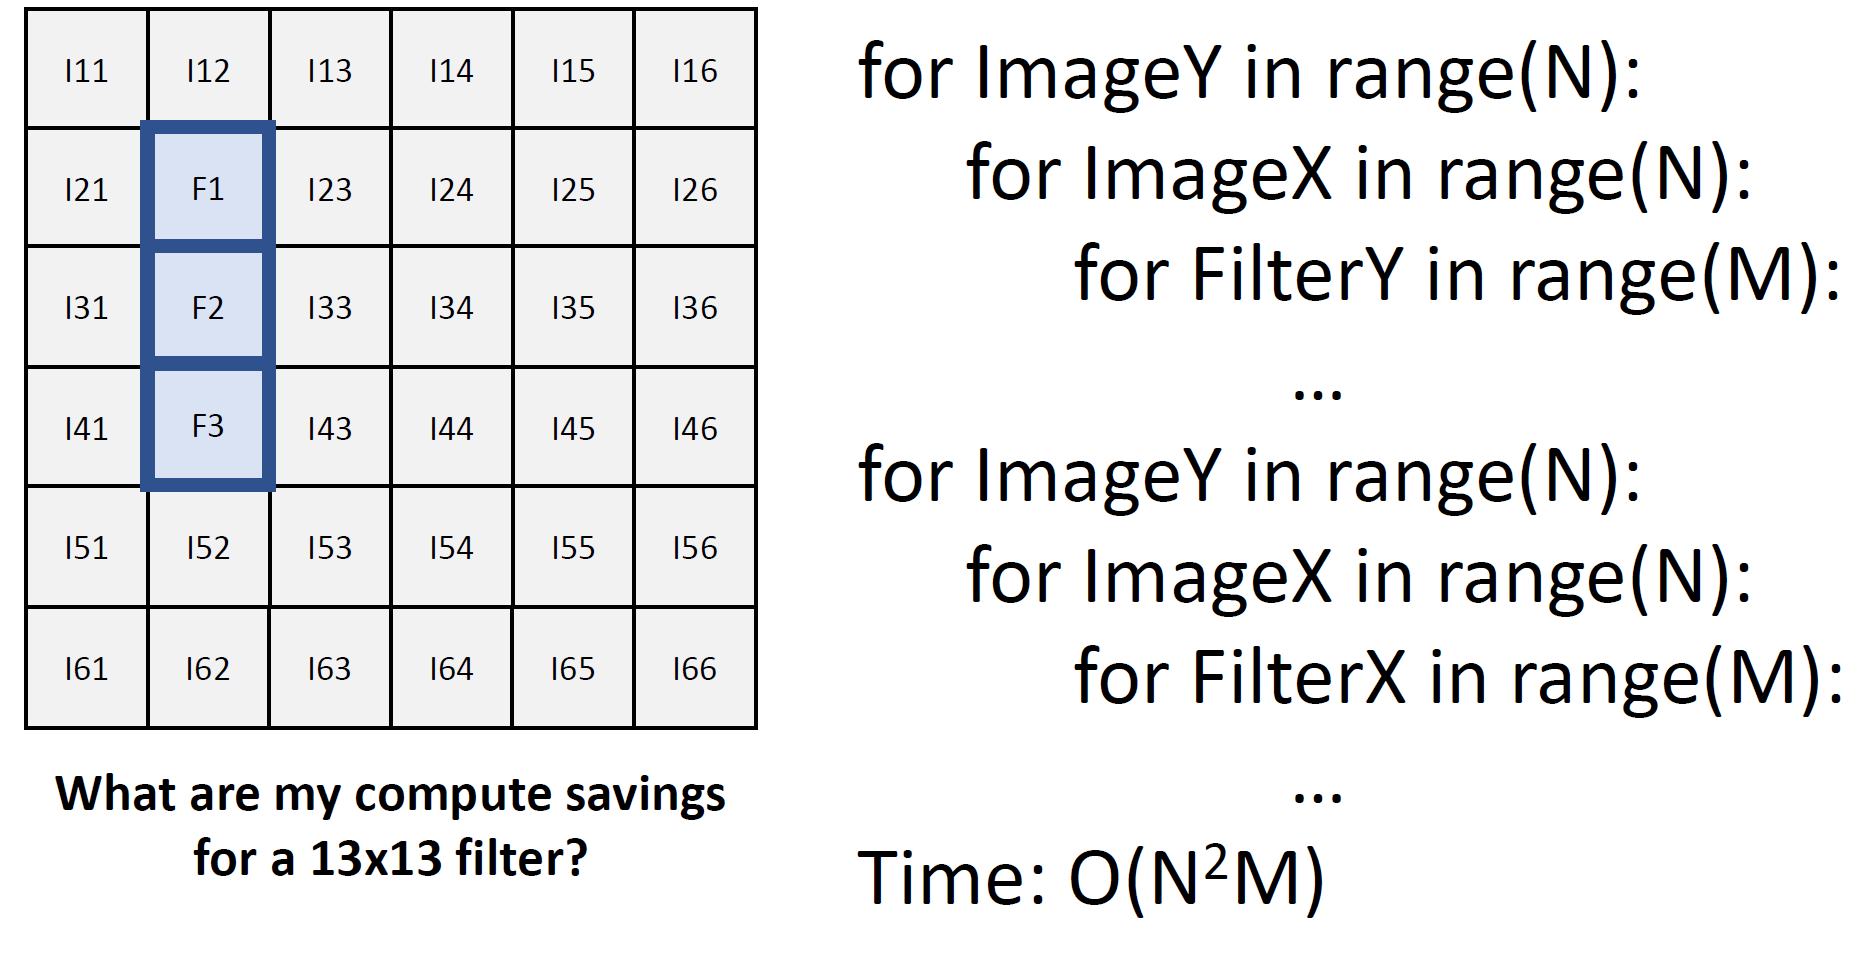 I11 I12 I13 I14 I15 I16
I21 F1 I23 I24 I25 I26
I31 F2 I33 I34 I35 I36
I41 F3 I43 I44 I45 I46
I51 I52 I53 I54 I55 I56
I61 I62 I63 I64 I65 I66
What are my compute savings
for a 13x13 filter?
for ImageY in range(N):
for ImageX in range(N):
for FilterY in range(M):
...
for ImageY in range(N):
for ImageX in range(N):
for FilterX in range(M):
...
Time: O(N²M)